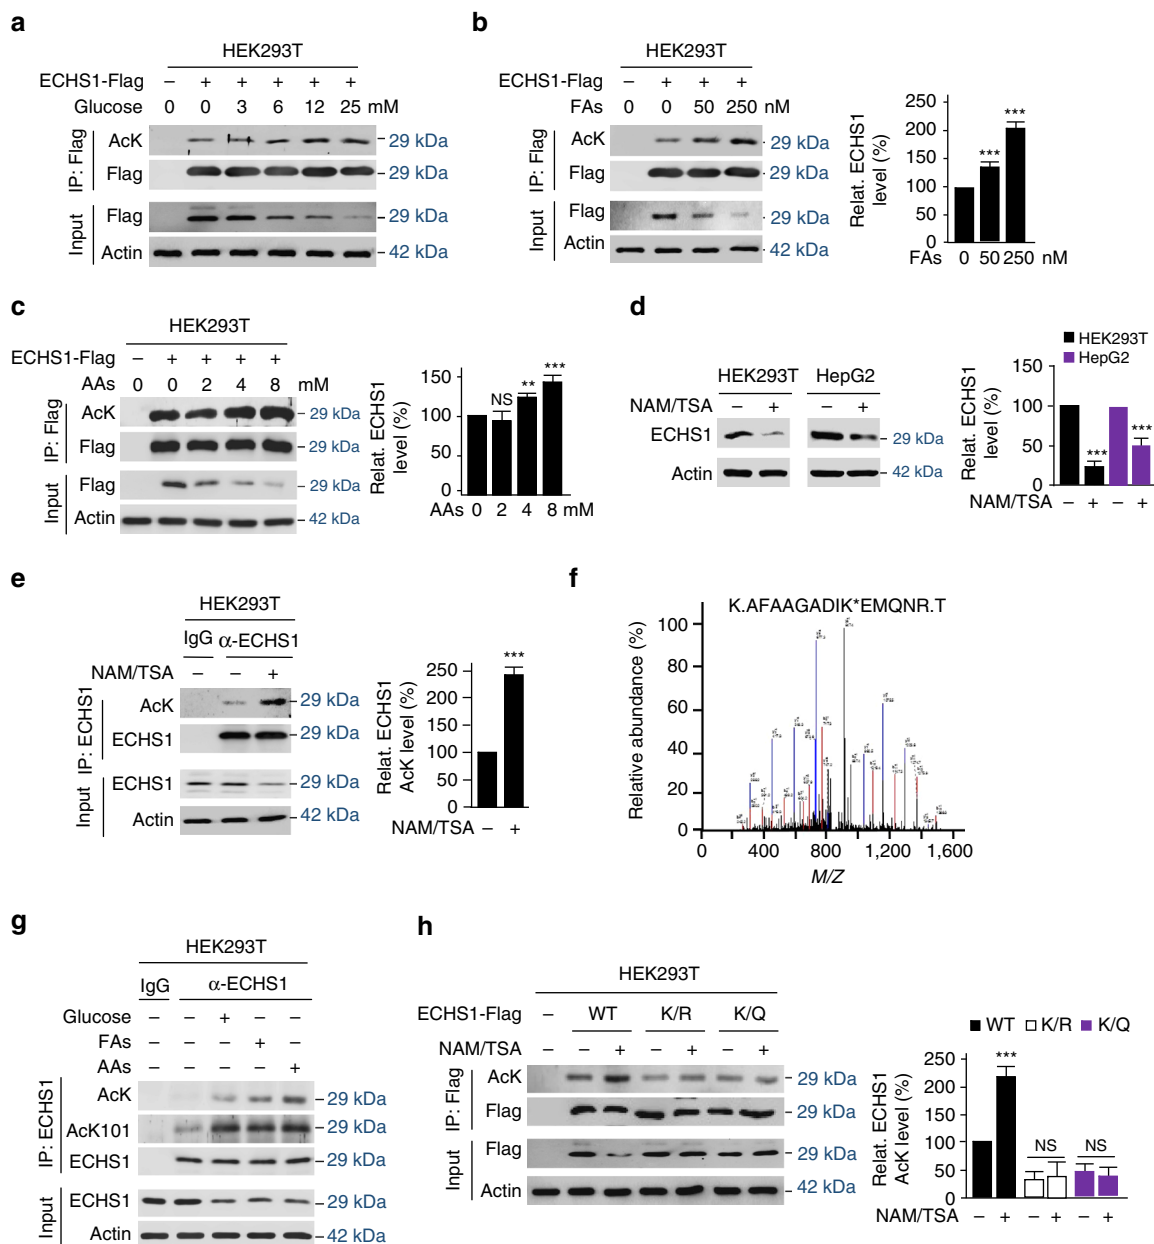 a
HEK293T
ECHS1-Flag – + + + + +
Glucose 0 0 3 6 12 25 mM
IP: Flag
AcK 29 kDa
Flag 29 kDa
Input
Flag 29 kDa
Actin 42 kDa
b
HEK293T
ECHS1-Flag – + + +
FAs 0 0 50 250 nM
IP: Flag
AcK 29 kDa
Flag 29 kDa
Input
Flag 29 kDa
Actin 42 kDa
Relat. ECHS1 level (%)
250
200
150
100
50
0
***
***
FAs 0 50 250 nM
c
HEK293T
ECHS1-Flag – + + + +
AAs 0 0 2 4 8 mM
IP: Flag
AcK 29 kDa
Flag 29 kDa
Input
Flag 29 kDa
Actin 42 kDa
Relat. ECHS1 level (%)
150
100
50
0
NS
**
***
AAs 0 2 4 8 mM
d
HEK293T HepG2
NAM/TSA – + – +
ECHS1 29 kDa
Actin 42 kDa
HEK293T
HepG2
Relat. ECHS1 level (%)
150
100
50
0
***
***
NAM/TSA – + – +
e
HEK293T
IgG α-ECHS1
NAM/TSA – – +
IP: ECHS1
AcK 29 kDa
ECHS1 29 kDa
Input
ECHS1 29 kDa
Actin 42 kDa
Relat. ECHS1 AcK level (%)
250
200
150
100
50
0
***
NAM/TSA – +
f
K.AFAAGADIK*EMQNR.T
Relative abundance (%)
100
80
60
40
20
0
0 400 800 1,200 1,600
M/Z
g
HEK293T
IgG α-ECHS1
Glucose – – + – –
FAs – – – + –
AAs – – – – +
IP: ECHS1
AcK 29 kDa
AcK101 29 kDa
ECHS1 29 kDa
Input
ECHS1 29 kDa
Actin 42 kDa
h
HEK293T
ECHS1-Flag – WT K/R K/Q
NAM/TSA – – + – + – +
IP: Flag
AcK 29 kDa
Flag 29 kDa
Input
Flag 29 kDa
Actin 42 kDa
WT K/R K/Q
Relat. ECHS1 AcK level (%)
250
200
150
100
50
0
***
NS
NS
NAM/TSA – + – + – +